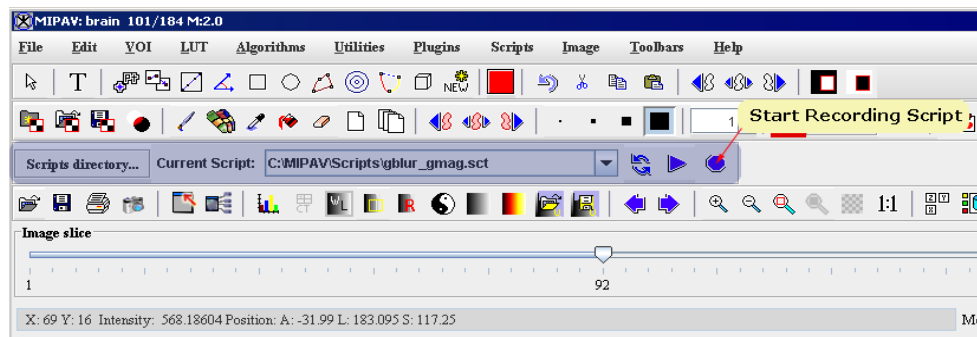 MIPAV: brain 101/184 M:2.0
File Edit VOI LUT Algorithms Utilities Plugins Scripts Image Toolbars Help
T NEW
1 Start Recording Script
Scripts directory... Current Script: C:\MIPAV\Scripts\gblur_gmag.sct
WL R 1:1
Image slice
1 92
X: 69 Y: 16 Intensity: 568.18604 Position: A: -31.99 L: 183.095 S: 117.25